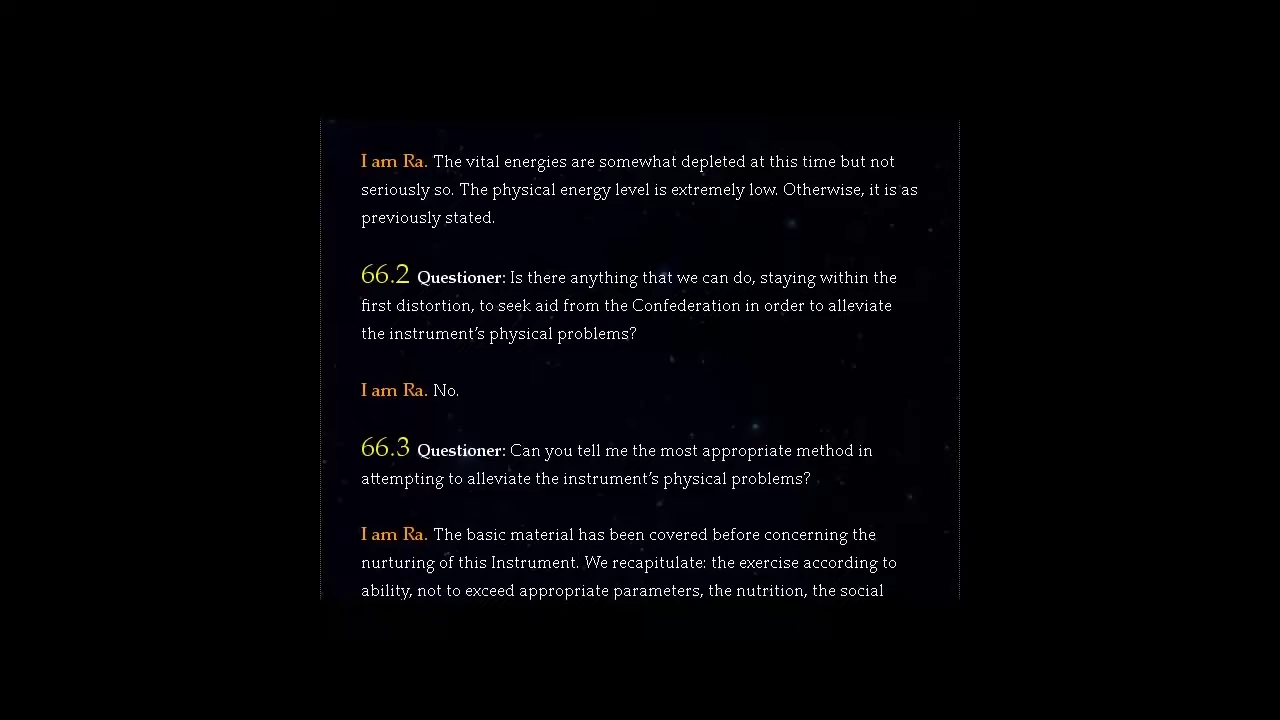 I am Ra. The vital energies are somewhat depleted at this time but not
seriously so. The physical energy level is extremely low. Otherwise, it is as
previously stated.
66.2 Questioner: Is there anything that we can do, staying within the
first distortion, to seek aid from the Confederation in order to alleviate
the instrument's physical problems?
I am Ra. No.
66.3 Questioner: Can you tell me the most appropriate method in
attempting to alleviate the instrument's physical problems?
I am Ra. The basic material has been covered before concerning the
nurturing of this Instrument. We recapitulate: the exercise according to
ability, not to exceed appropriate parameters, the nutrition, the social